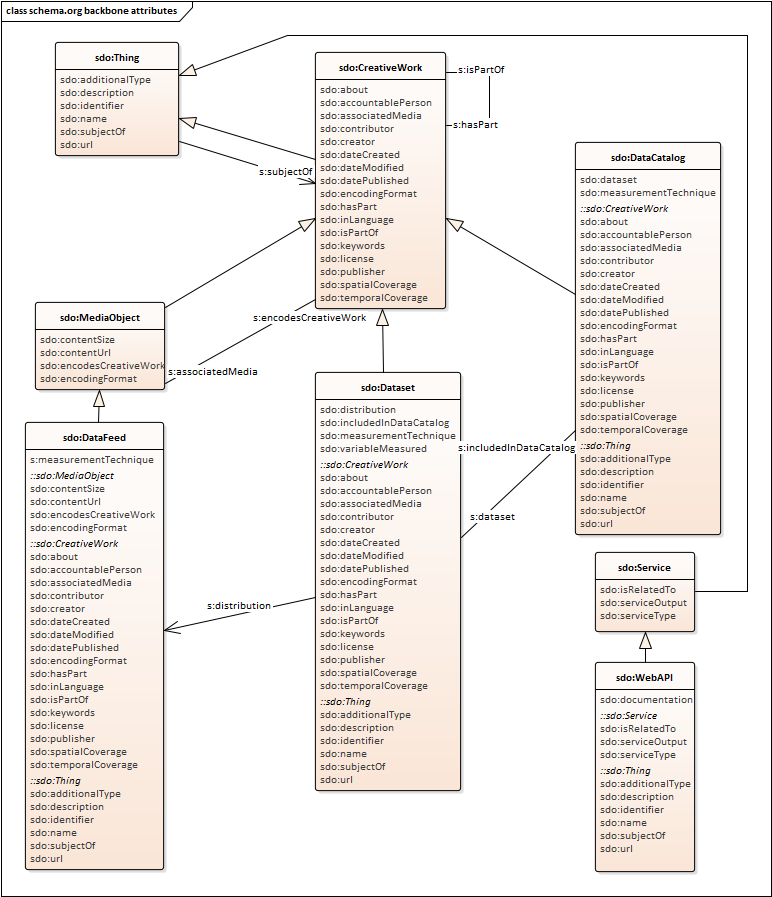 class schema.org backbone attributes
sdo:Thing
sdo:additionalType
sdo:description
sdo:identifier
sdo:name
sdo:subjectOf
sdo:url
sdo:CreativeWork
sdo:about
sdo:accountablePerson
sdo:associatedMedia
sdo:contributor
sdo:creator
sdo:dateCreated
sdo:dateModified
sdo:datePublished
sdo:encodingFormat
sdo:hasPart
sdo:inLanguage
sdo:isPartOf
sdo:keywords
sdo:license
sdo:publisher
sdo:spatialCoverage
sdo:temporalCoverage
s:isPartOf
s:hasPart
s:subjectOf
sdo:DataCatalog
sdo:dataset
sdo:measurementTechnique
::sdo:CreativeWork
sdo:about
sdo:accountablePerson
sdo:associatedMedia
sdo:contributor
sdo:creator
sdo:dateCreated
sdo:dateModified
sdo:datePublished
sdo:encodingFormat
sdo:hasPart
sdo:inLanguage
sdo:isPartOf
sdo:keywords
sdo:license
sdo:publisher
sdo:spatialCoverage
sdo:temporalCoverage
::sdo:Thing
sdo:additionalType
sdo:description
sdo:identifier
sdo:name
sdo:subjectOf
sdo:url
sdo:MediaObject
sdo:contentSize
sdo:contentUrl
sdo:encodesCreativeWork
sdo:encodingFormat
s:encodesCreativeWork
s:associatedMedia
sdo:DataFeed
s:measurementTechnique
::sdo:MediaObject
sdo:contentSize
sdo:contentUrl
sdo:encodesCreativeWork
sdo:encodingFormat
::sdo:CreativeWork
sdo:about
sdo:accountablePerson
sdo:associatedMedia
sdo:contributor
sdo:creator
sdo:dateCreated
sdo:dateModified
sdo:datePublished
sdo:encodingFormat
sdo:hasPart
sdo:inLanguage
sdo:isPartOf
sdo:keywords
sdo:license
sdo:publisher
sdo:spatialCoverage
sdo:temporalCoverage
::sdo:Thing
sdo:additionalType
sdo:description
sdo:identifier
sdo:name
sdo:subjectOf
sdo:url
sdo:Dataset
sdo:distribution
sdo:includedInDataCatalog
sdo:measurementTechnique
sdo:variableMeasured
::sdo:CreativeWork
sdo:about
sdo:accountablePerson
sdo:associatedMedia
sdo:contributor
sdo:creator
sdo:dateCreated
sdo:dateModified
sdo:datePublished
sdo:encodingFormat
sdo:hasPart
sdo:inLanguage
sdo:isPartOf
sdo:keywords
sdo:license
sdo:publisher
sdo:spatialCoverage
sdo:temporalCoverage
::sdo:Thing
sdo:additionalType
sdo:description
sdo:identifier
sdo:name
sdo:subjectOf
sdo:url
s:includedInDataCatalog
s:dataset
s:distribution
sdo:Service
sdo:isRelatedTo
sdo:serviceOutput
sdo:serviceType
sdo:WebAPI
sdo:documentation
::sdo:Service
sdo:isRelatedTo
sdo:serviceOutput
sdo:serviceType
::sdo:Thing
sdo:additionalType
sdo:description
sdo:identifier
sdo:name
sdo:subjectOf
sdo:url